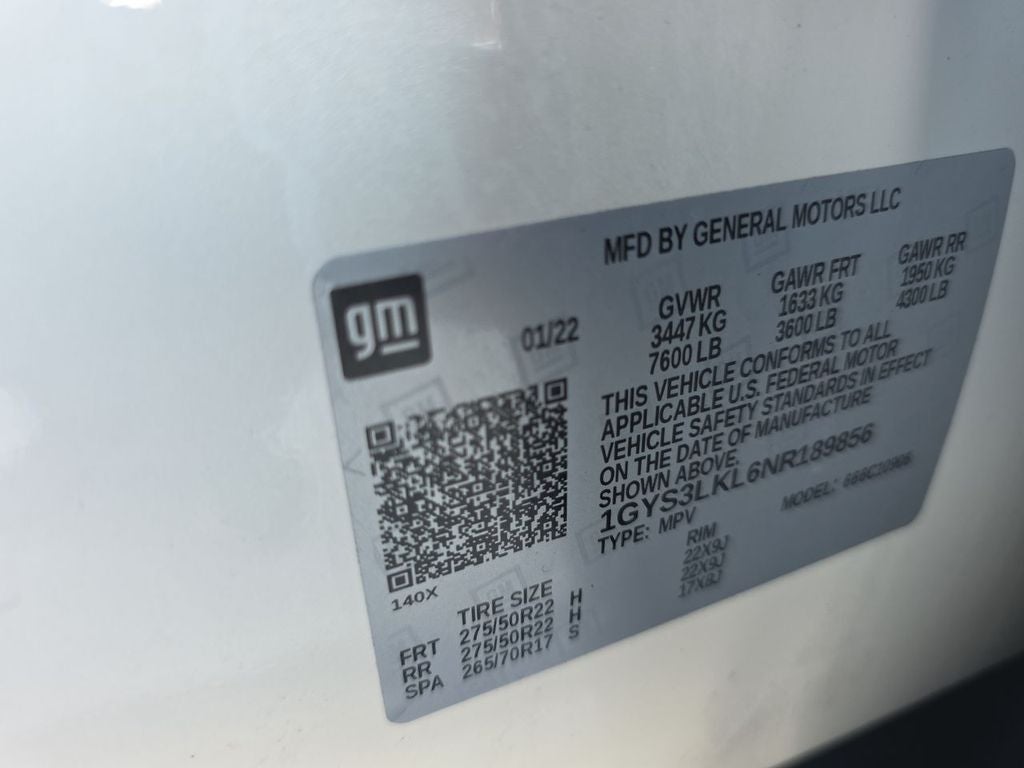 MFD BY GENERAL MOTORS LLC
gm
01/22
GVWR GAWR FRT GAWR RR
3447 KG 1633 KG 1950 KG
7600 LB 3600 LB 4300 LB
THIS VEHICLE CONFORMS TO ALL
APPLICABLE U.S. FEDERAL MOTOR
VEHICLE SAFETY STANDARDS IN EFFECT
ON THE DATE OF MANUFACTURE
SHOWN ABOVE.
1GYS3LKL6NR189856
TYPE: MPV MODEL:
140X
TIRE SIZE RIM
FRT 275/50R22 H 22X9J
RR 275/50R22 H 22X9J
SPA 265/70R17 S 17X8J